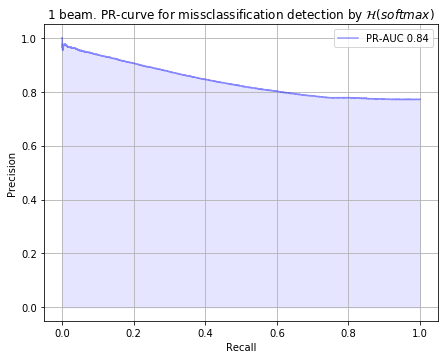 1 beam. PR-curve for missclassification detection by ℋ(softmax)
PR-AUC 0.84
1.0
0.8
0.6
0.4
0.2
0.0
Precision
0.0 0.2 0.4 0.6 0.8 1.0
Recall